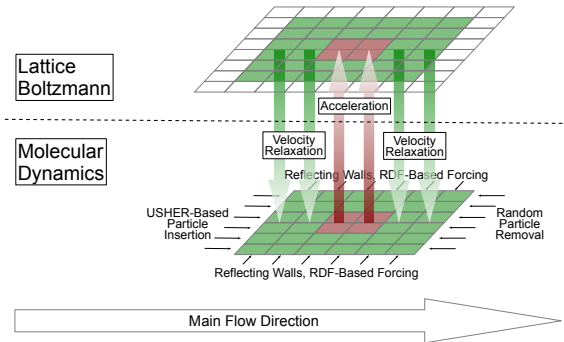 Lattice
Boltzmann
Acceleration
Velocity
Relaxation
Velocity
Relaxation
Molecular
Dynamics
Reflecting Walls, RDF-Based Forcing
USHER-Based
Particle
Insertion
Random
Particle
Removal
Reflecting Walls, RDF-Based Forcing
Main Flow Direction